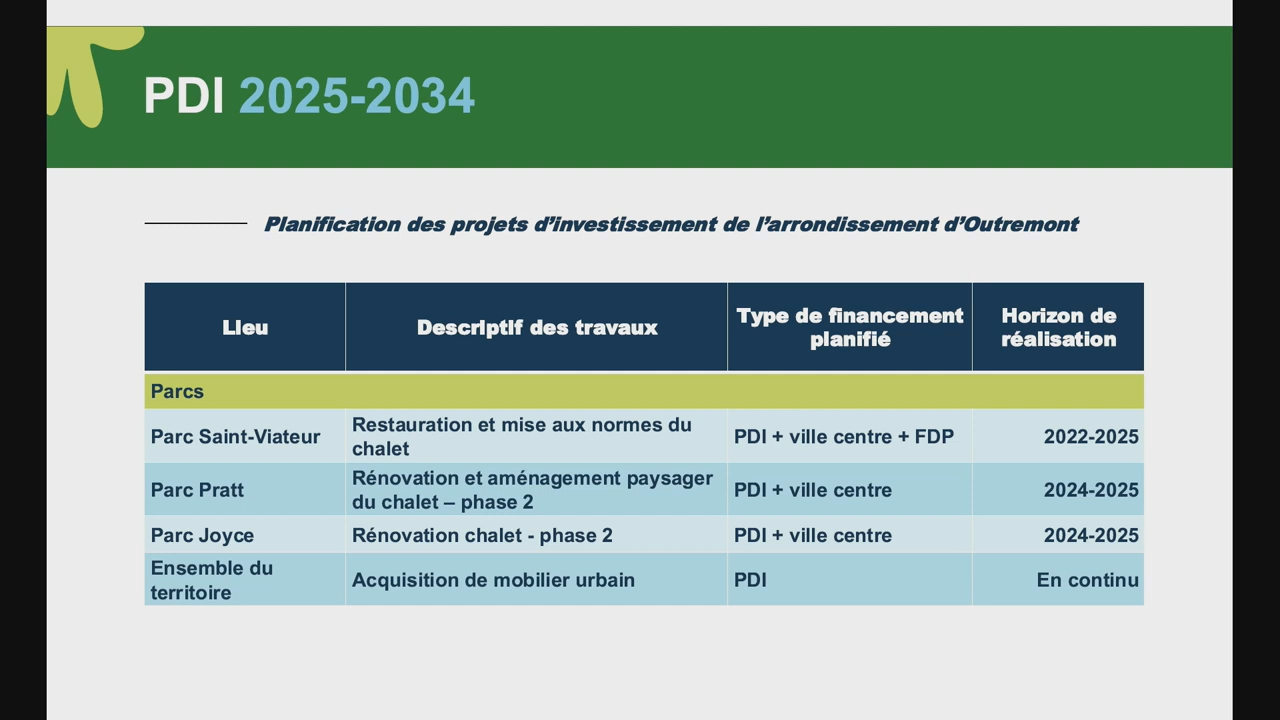 PDI 2025-2034
Planification des projets d’investissement de l’arrondissement d’Outremont
Lieu
Descriptif des travaux
Type de financement
planifié
Horizon de
réalisation
Parcs
Parc Saint-Viateur
Restauration et mise aux normes du
chalet
PDI + ville centre + FDP
2022-2025
Parc Pratt
Rénovation et aménagement paysager
du chalet – phase 2
PDI + ville centre
2024-2025
Parc Joyce
Rénovation chalet - phase 2
PDI + ville centre
2024-2025
Ensemble du
territoire
Acquisition de mobilier urbain
PDI
En continu